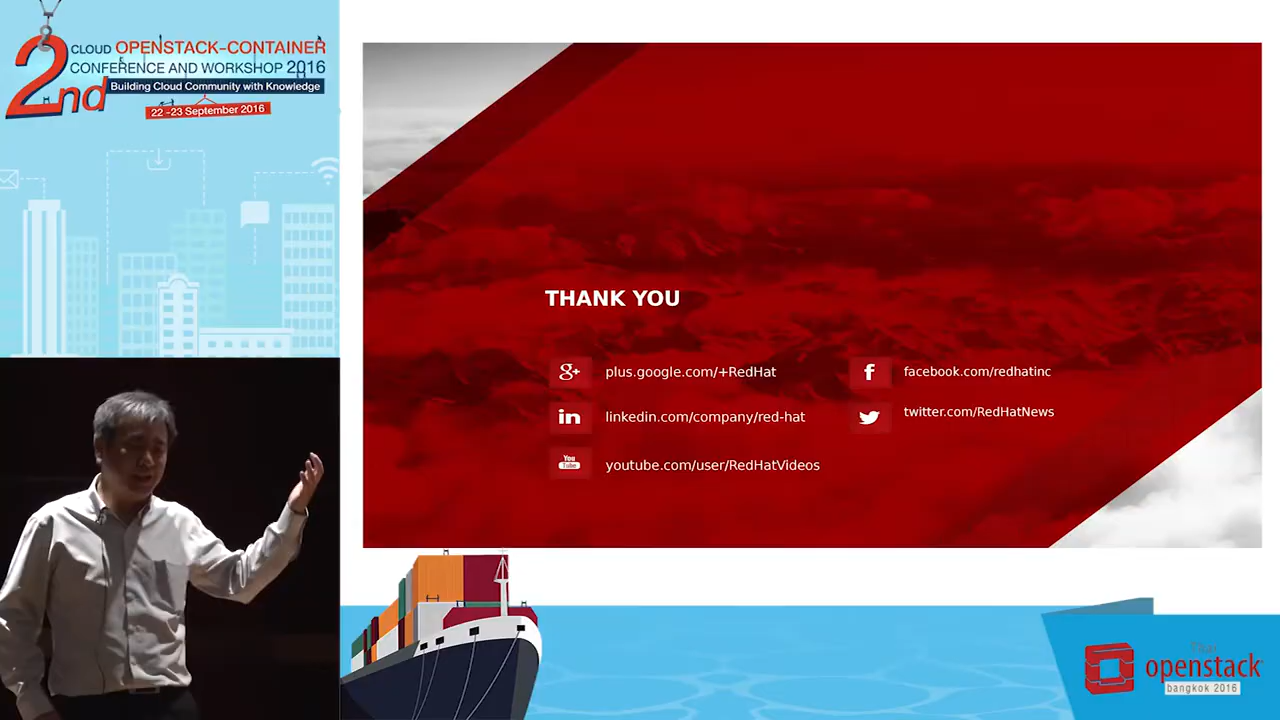 2nd
CLOUD OPENSTACK-CONTAINER
CONFERENCE AND WORKSHOP 2016
Building Cloud Community with Knowledge
22 -23 September 2016
THANK YOU
g+ plus.google.com/+RedHat
f facebook.com/redhatinc
in linkedin.com/company/red-hat
twitter.com/RedHatNews
You Tube youtube.com/user/RedHatVideos
Thai
openstack
bangkok 2016